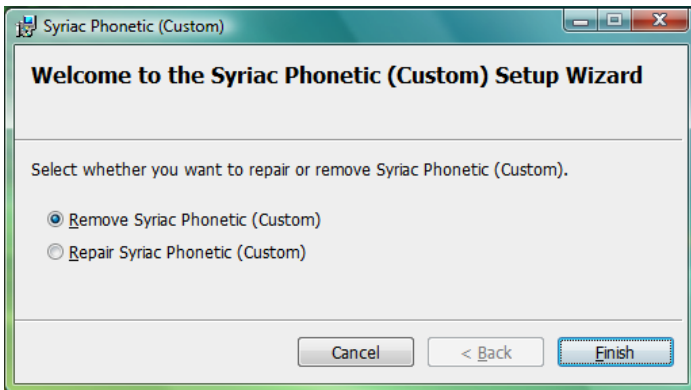 Syriac Phonetic (Custom)
Welcome to the Syriac Phonetic (Custom) Setup Wizard
Select whether you want to repair or remove Syriac Phonetic (Custom).
Remove Syriac Phonetic (Custom)
Repair Syriac Phonetic (Custom)
Cancel < Back Finish